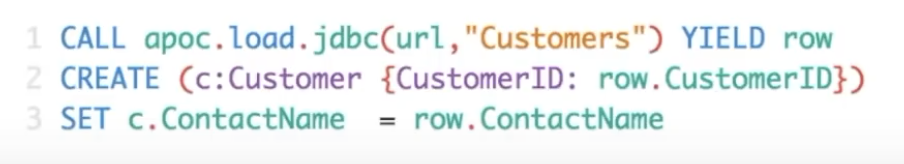 1 CALL apoc.load.jdbc(url,"Customers") YIELD row
2 CREATE (c:Customer {CustomerID: row.CustomerID})
3 SET c.ContactName  = row.ContactName